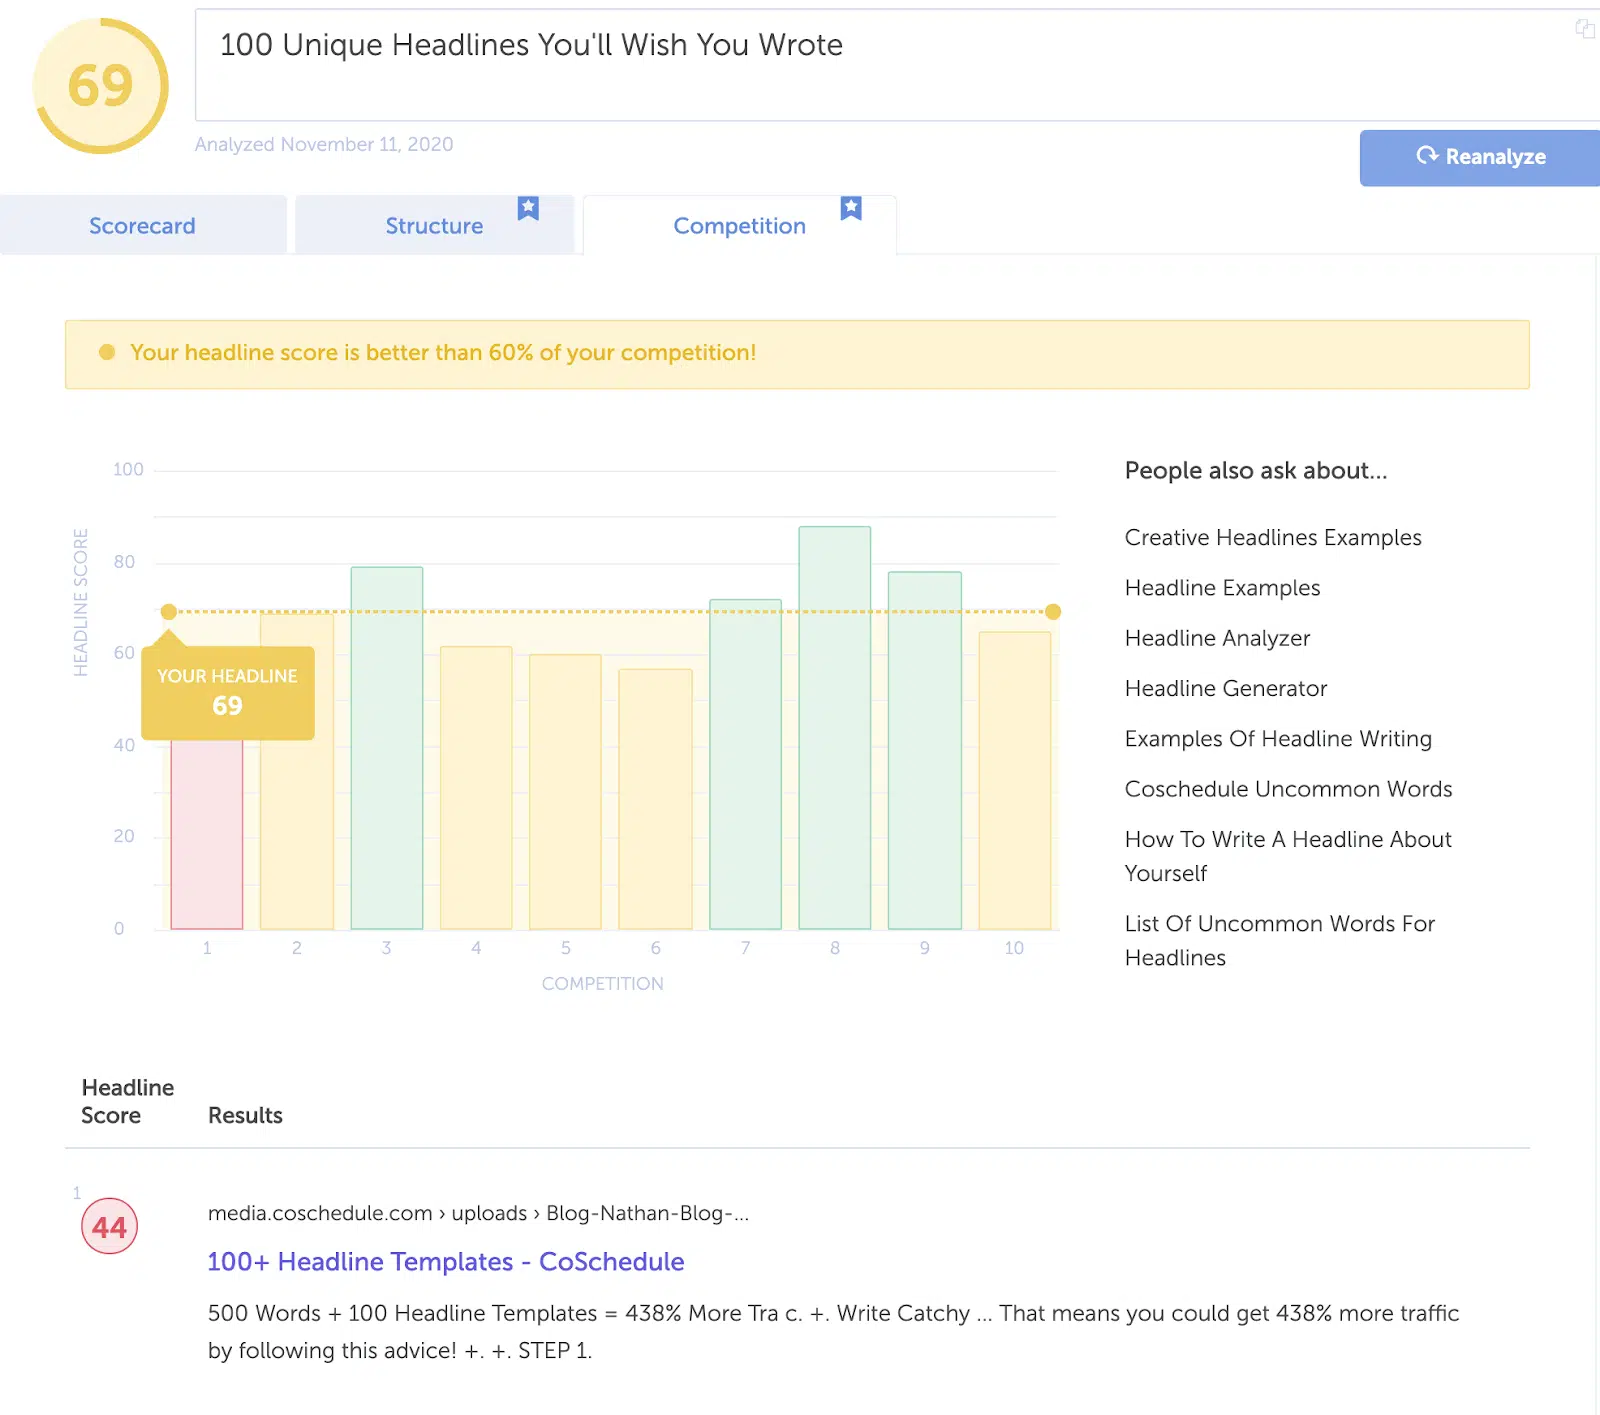 69
100 Unique Headlines You'll Wish You Wrote
Analyzed November 11, 2020
Reanalyze
Scorecard
Structure
Competition
Your headline score is better than 60% of your competition!
HEADLINE SCORE
100
80
60
40
20
0
YOUR HEADLINE
69
1 2 3 4 5 6 7 8 9 10
COMPETITION
People also ask about...
Creative Headlines Examples
Headline Examples
Headline Analyzer
Headline Generator
Examples Of Headline Writing
Coschedule Uncommon Words
How To Write A Headline About
Yourself
List Of Uncommon Words For
Headlines
Headline
Score
Results
1
44
media.coschedule.com › uploads › Blog-Nathan-Blog-...
100+ Headline Templates - CoSchedule
500 Words + 100 Headline Templates = 438% More Tra c. +. Write Catchy ... That means you could get 438% more traffic
by following this advice! +. +. STEP 1.